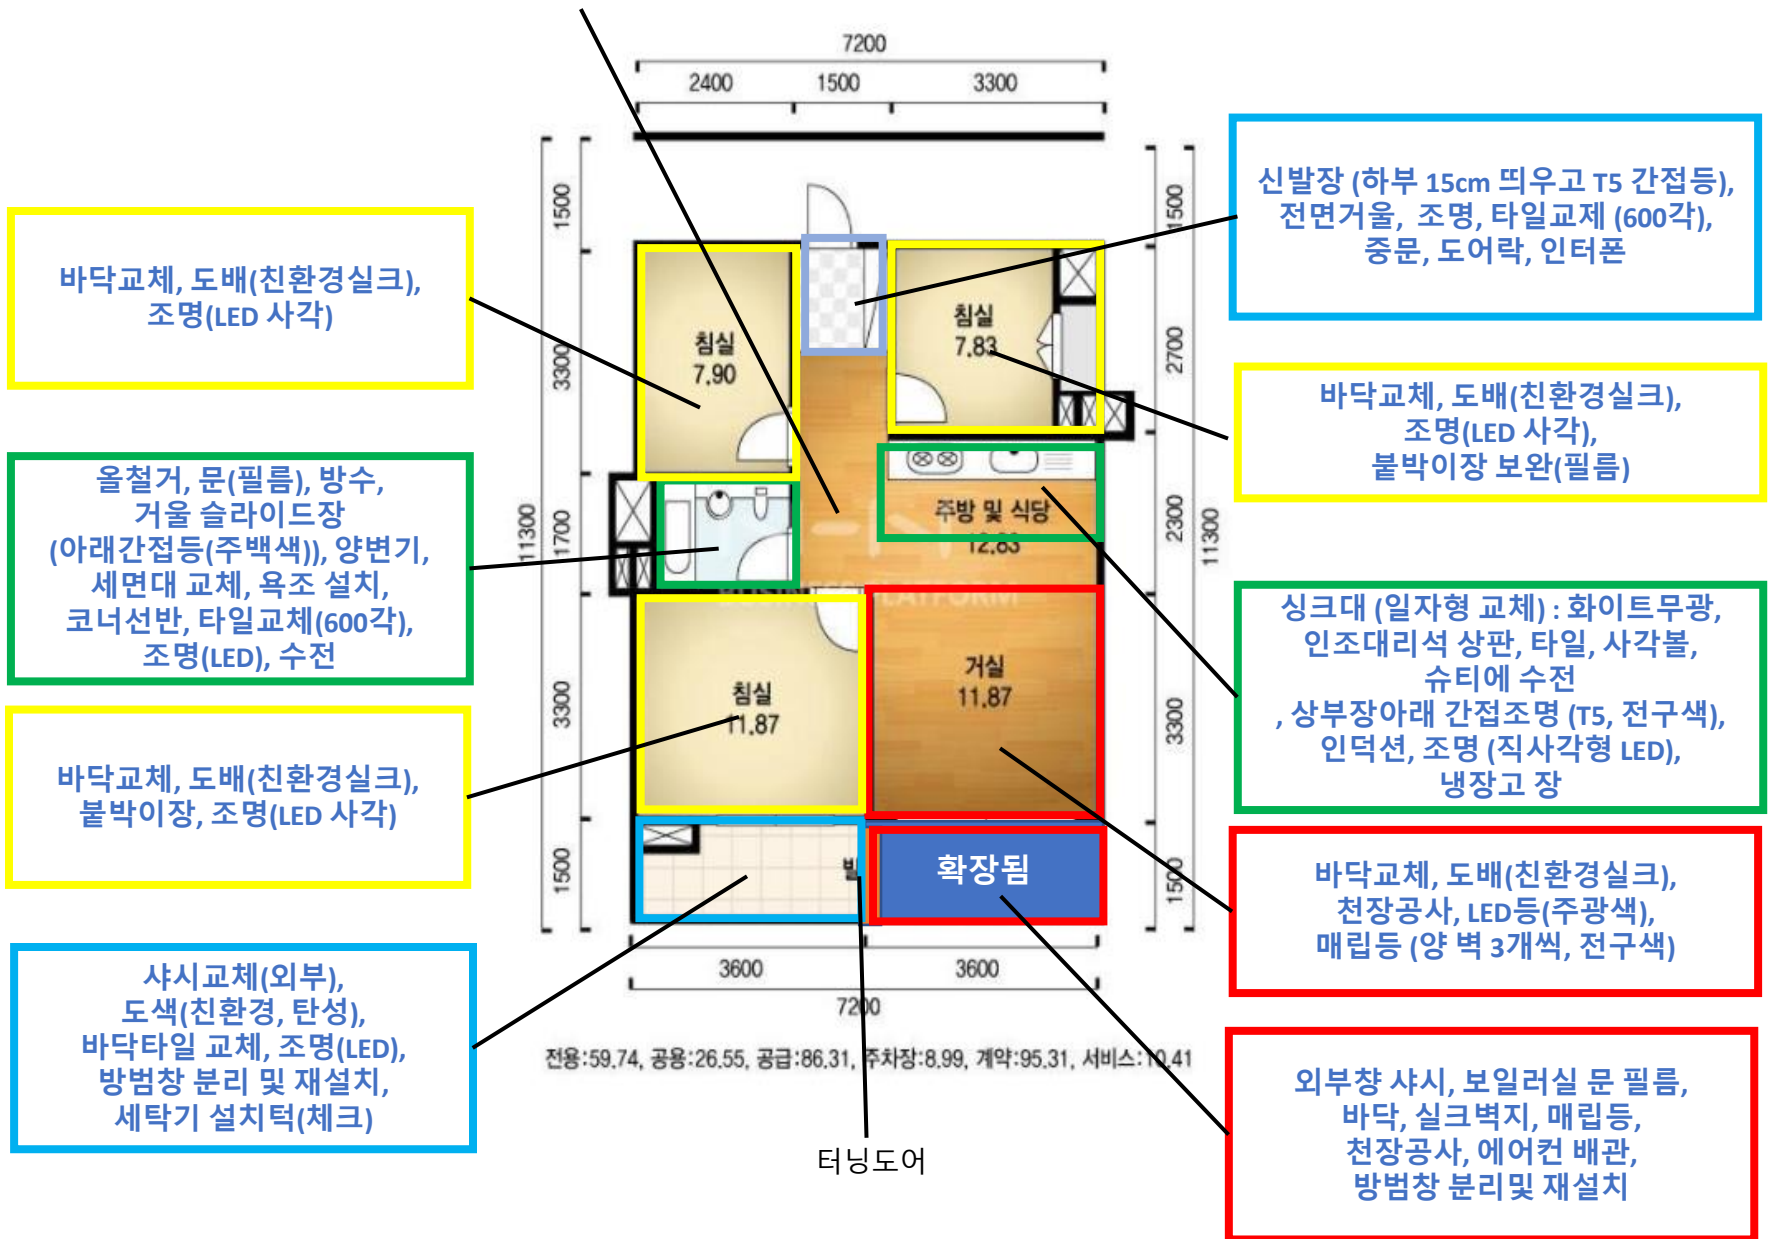 7200
2400
1500
3300
1500
3300
1700
3300
1500
11300
1500
2700
2300
3300
1500
11300
바닥교체, 도배(친환경실크),
조명(LED 사각)
올철거, 문(필름), 방수,
거울 슬라이드장
(아래간접등(주백색)), 양변기,
세면대 교체, 욕조 설치,
코너선반, 타일교체(600각),
조명(LED), 수전
바닥교체, 도배(친환경실크),
붙박이장, 조명(LED 사각)
샤시교체(외부),
도색(친환경, 탄성),
바닥타일 교체, 조명(LED),
방범창 분리 및 재설치,
세탁기 설치턱(체크)
침실
7.90
침실
7.83
주방 및 식당
12.83
침실
11.87
거실
11.87
발
확장됨
3600
3600
7200
전용:59.74, 공용:26.55, 공급:86.31, 주차장:8.99, 계약:95.31, 서비스:10.41
터닝도어
신발장 (하부 15cm 띄우고 T5 간접등),
전면거울, 조명, 타일교제 (600각),
중문, 도어락, 인터폰
바닥교체, 도배(친환경실크),
조명(LED 사각),
붙박이장 보완(필름)
싱크대 (일자형 교체) : 화이트무광,
인조대리석 상판, 타일, 사각볼,
슈티에 수전
, 상부장아래 간접조명 (T5, 전구색),
인덕션, 조명 (직사각형 LED),
냉장고 장
바닥교체, 도배(친환경실크),
천장공사, LED등(주광색),
매립등 (양 벽 3개씩, 전구색)
외부창 샤시, 보일러실 문 필름,
바닥, 실크벽지, 매립등,
천장공사, 에어컨 배관,
방범창 분리및 재설치